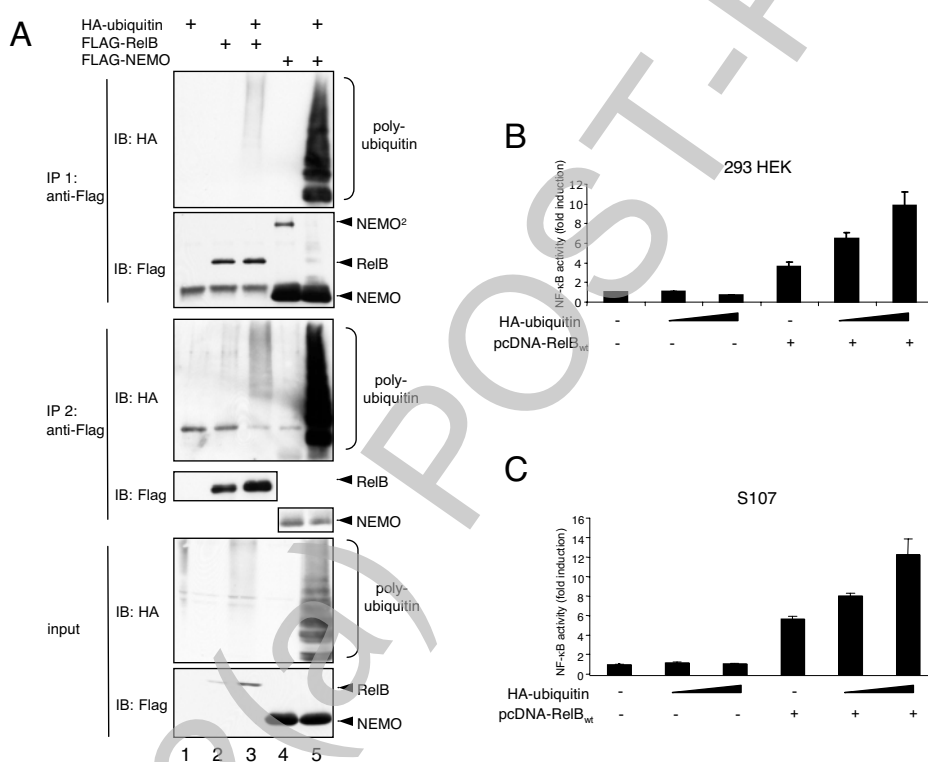 A
HA-ubiquitin + + +
FLAG-RelB + +
FLAG-NEMO + +
IP 1:
anti-Flag
IB: HA
poly-
ubiquitin
IB: Flag
NEMO²
RelB
NEMO
IP 2:
anti-Flag
IB: HA
poly-
ubiquitin
IB: Flag
RelB
NEMO
input
IB: HA
poly-
ubiquitin
IB: Flag
RelB
NEMO
1 2 3 4 5
B
293 HEK
NF-κB activity (fold induction)
12
10
8
6
4
2
0
HA-ubiquitin - -
pcDNA-RelBwt - - - + + +
C
S107
NF-κB activity (fold induction)
16
14
12
10
8
6
4
2
0
HA-ubiquitin - -
pcDNA-RelBwt - - - + + +
(a) POST-